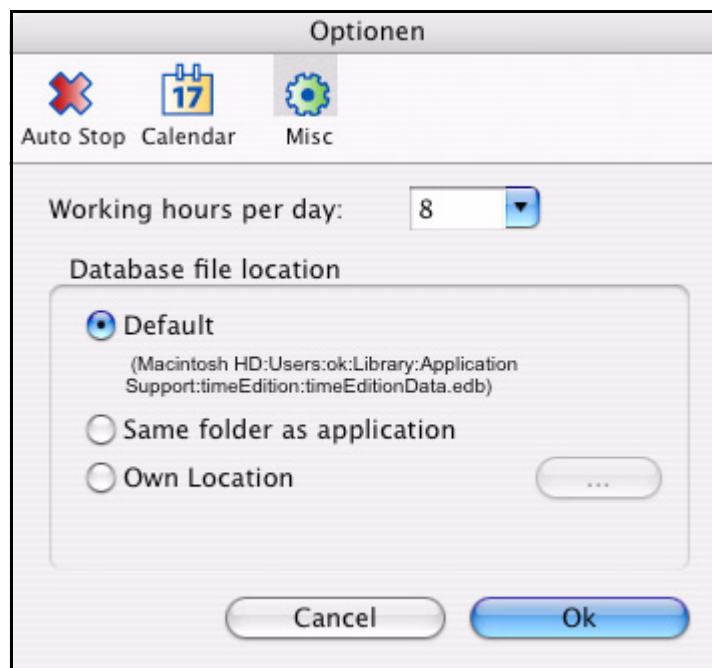 Optionen
17
Auto Stop Calendar Misc
Working hours per day: 8
Database file location
Default
(Macintosh HD:Users:ok:Library:Application
Support:timeEdition:timeEditionData.edb)
Same folder as application
Own Location ...
Cancel Ok